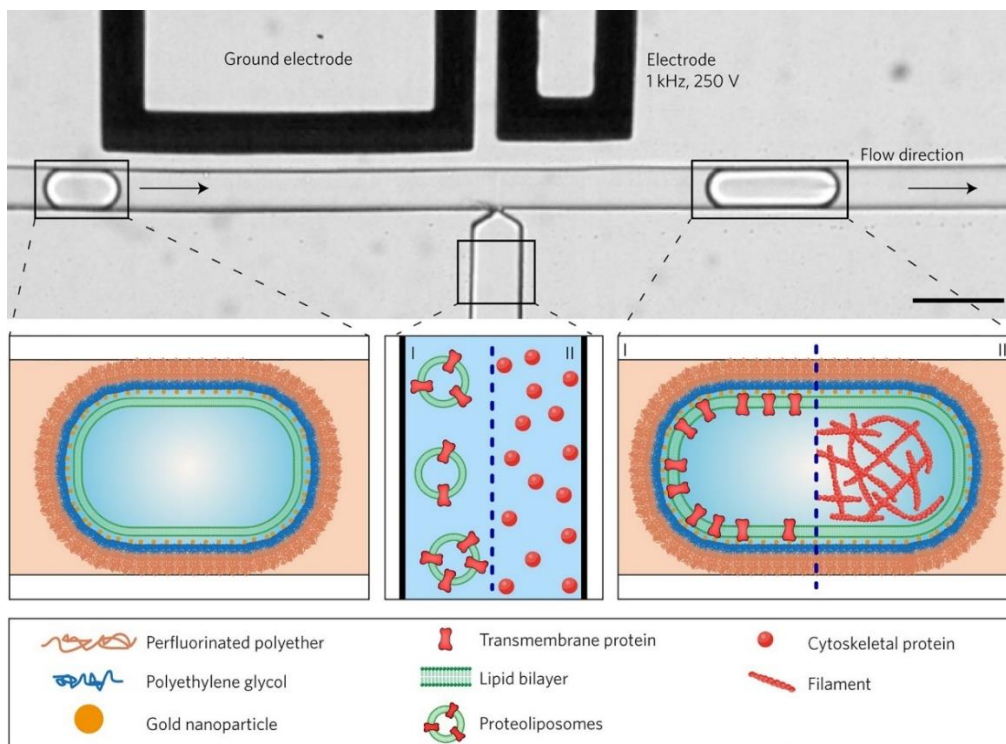 Ground electrode
Electrode
1 kHz, 250 V
Flow direction
I
II
I
II
Perfluorinated polyether
Transmembrane protein
Cytoskeletal protein
Polyethylene glycol
Lipid bilayer
Filament
Gold nanoparticle
Proteoliposomes